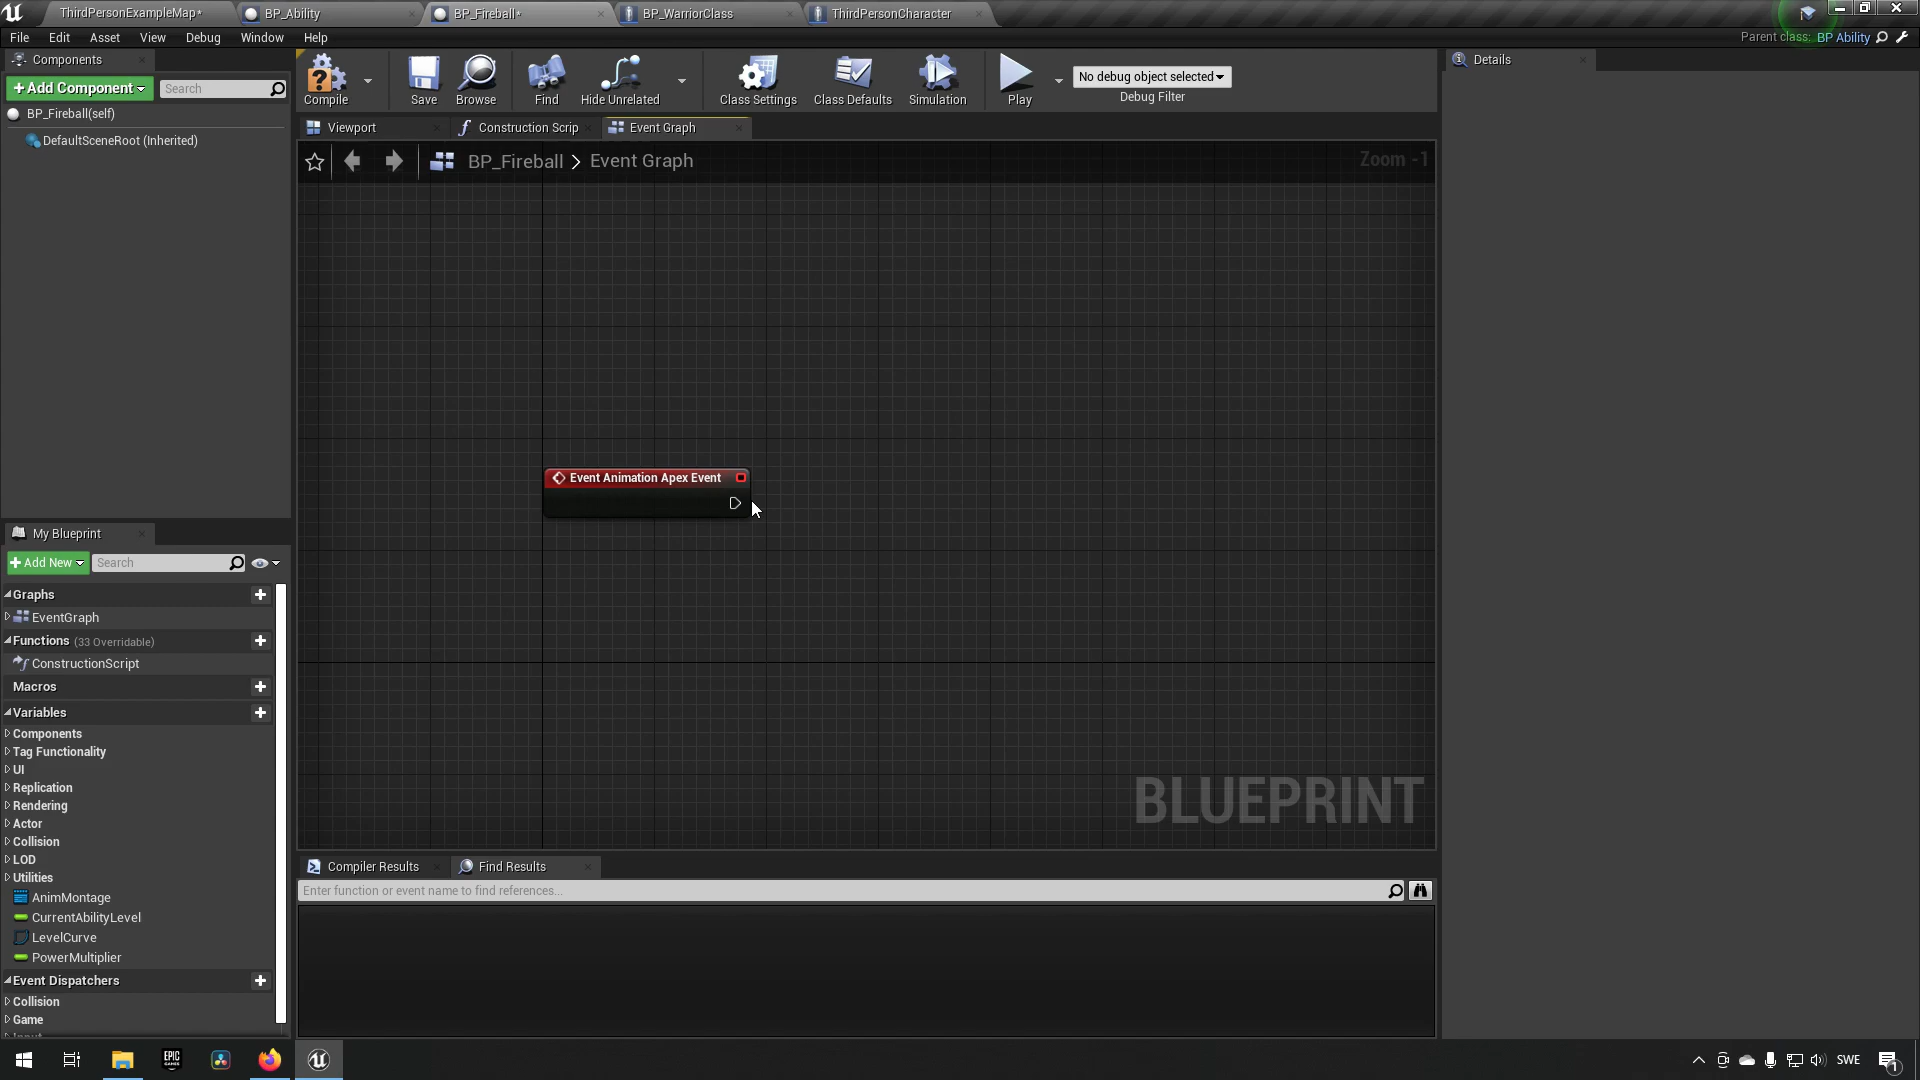 ThirdPersonExampleMap*
BP_Ability
BP_Fireball*
BP_WarriorClass
ThirdPersonCharacter
File Edit Asset View Debug Window Help
Parent class: BP Ability
Components
+Add Component
Search
BP_Fireball(self)
DefaultSceneRoot (Inherited)
Compile
Save
Browse
Find
Hide Unrelated
Class Settings
Class Defaults
Simulation
Play
No debug object selected
Debug Filter
Details
Viewport
Construction Scrip
Event Graph
BP_Fireball > Event Graph
Zoom -1
Event Animation Apex Event
BLUEPRINT
My Blueprint
+Add New
Search
Graphs
EventGraph
Functions (33 Overridable)
ConstructionScript
Macros
Variables
Components
Tag Functionality
UI
Replication
Rendering
Actor
Collision
LOD
Utilities
AnimMontage
CurrentAbilityLevel
LevelCurve
PowerMultiplier
Event Dispatchers
Collision
Game
Compiler Results
Find Results
Enter function or event name to find references...
EPIC
GAMES
SWE
1